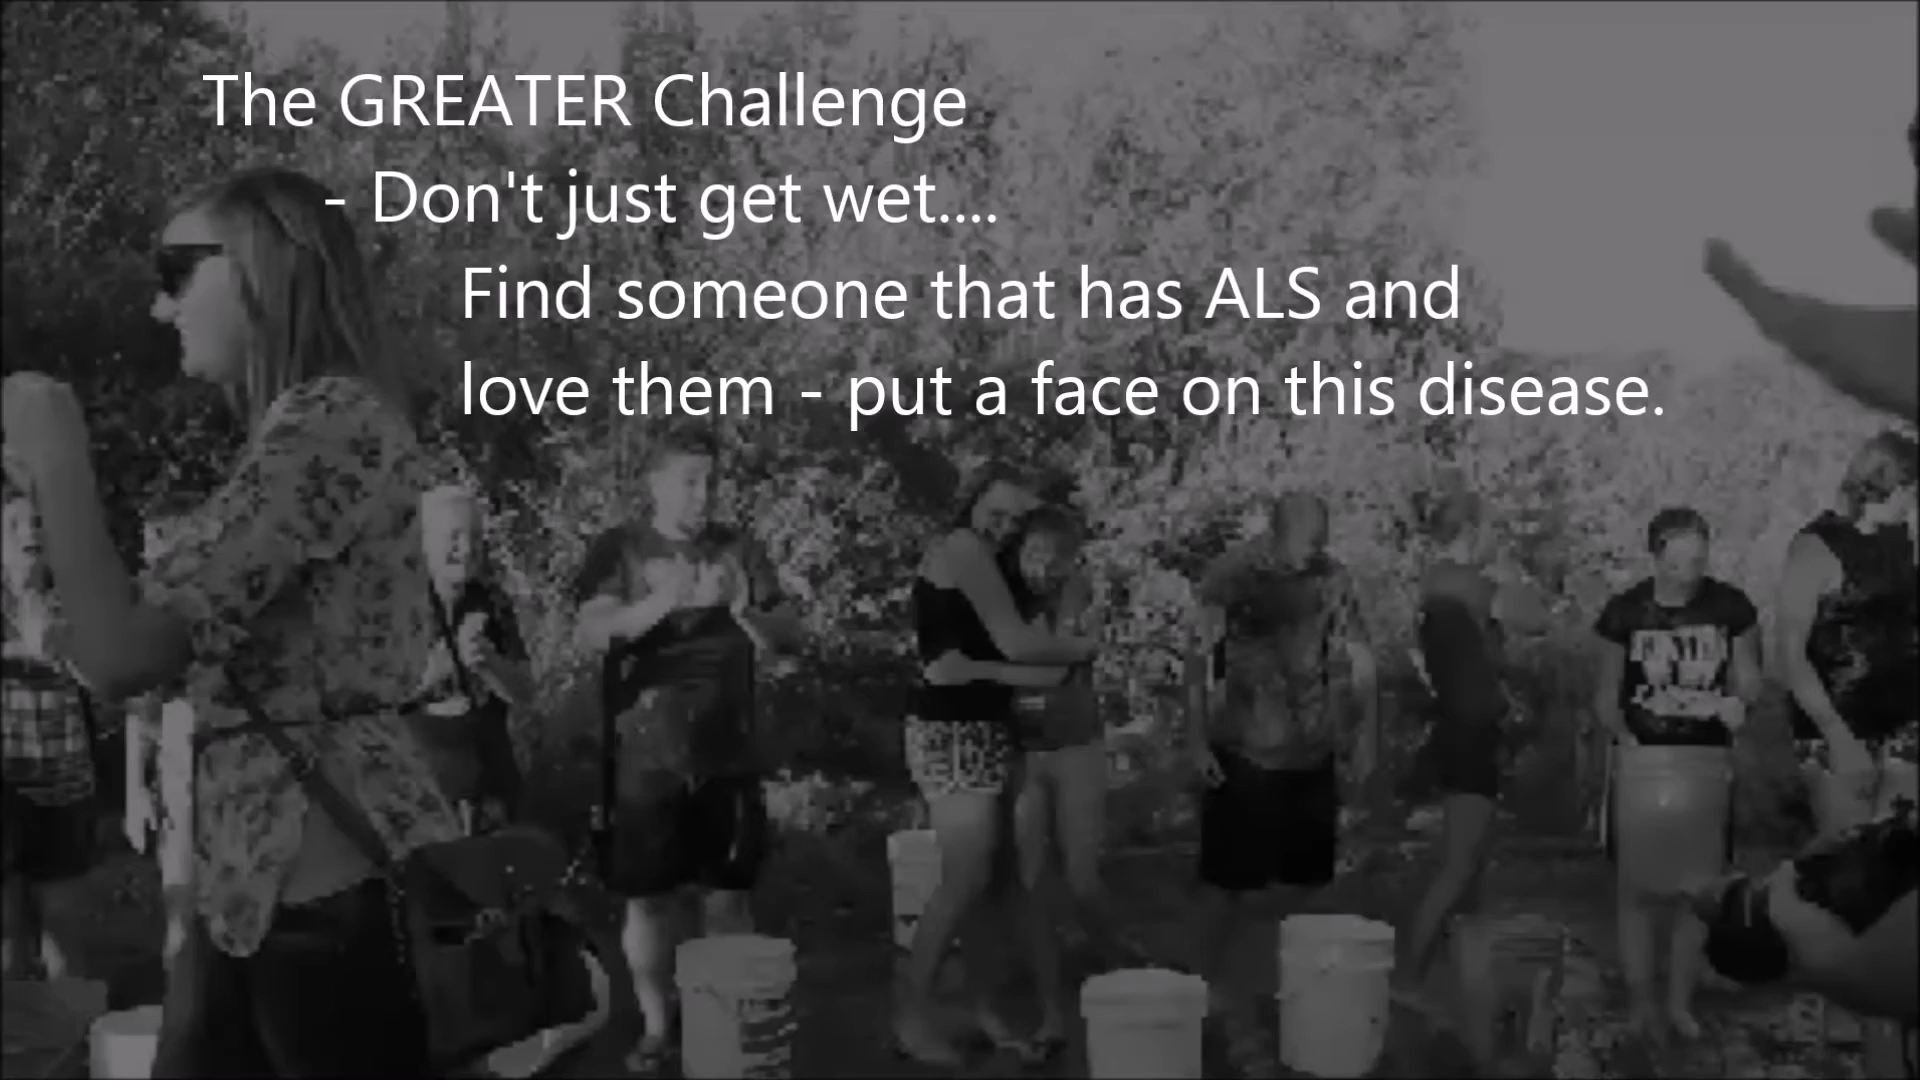 The GREATER Challenge
- Don't just get wet....
Find someone that has ALS and
love them - put a face on this disease.